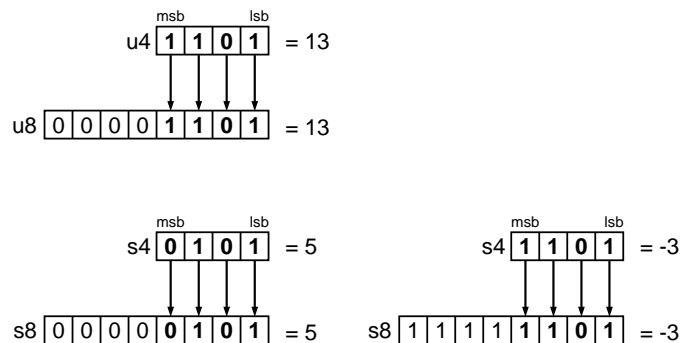 msb lsb
u4 1 1 0 1 = 13
u8 0 0 0 0 1 1 0 1 = 13
msb lsb
s4 0 1 0 1 = 5
s8 0 0 0 0 0 1 0 1 = 5
msb lsb
s4 1 1 0 1 = -3
s8 1 1 1 1 1 1 0 1 = -3